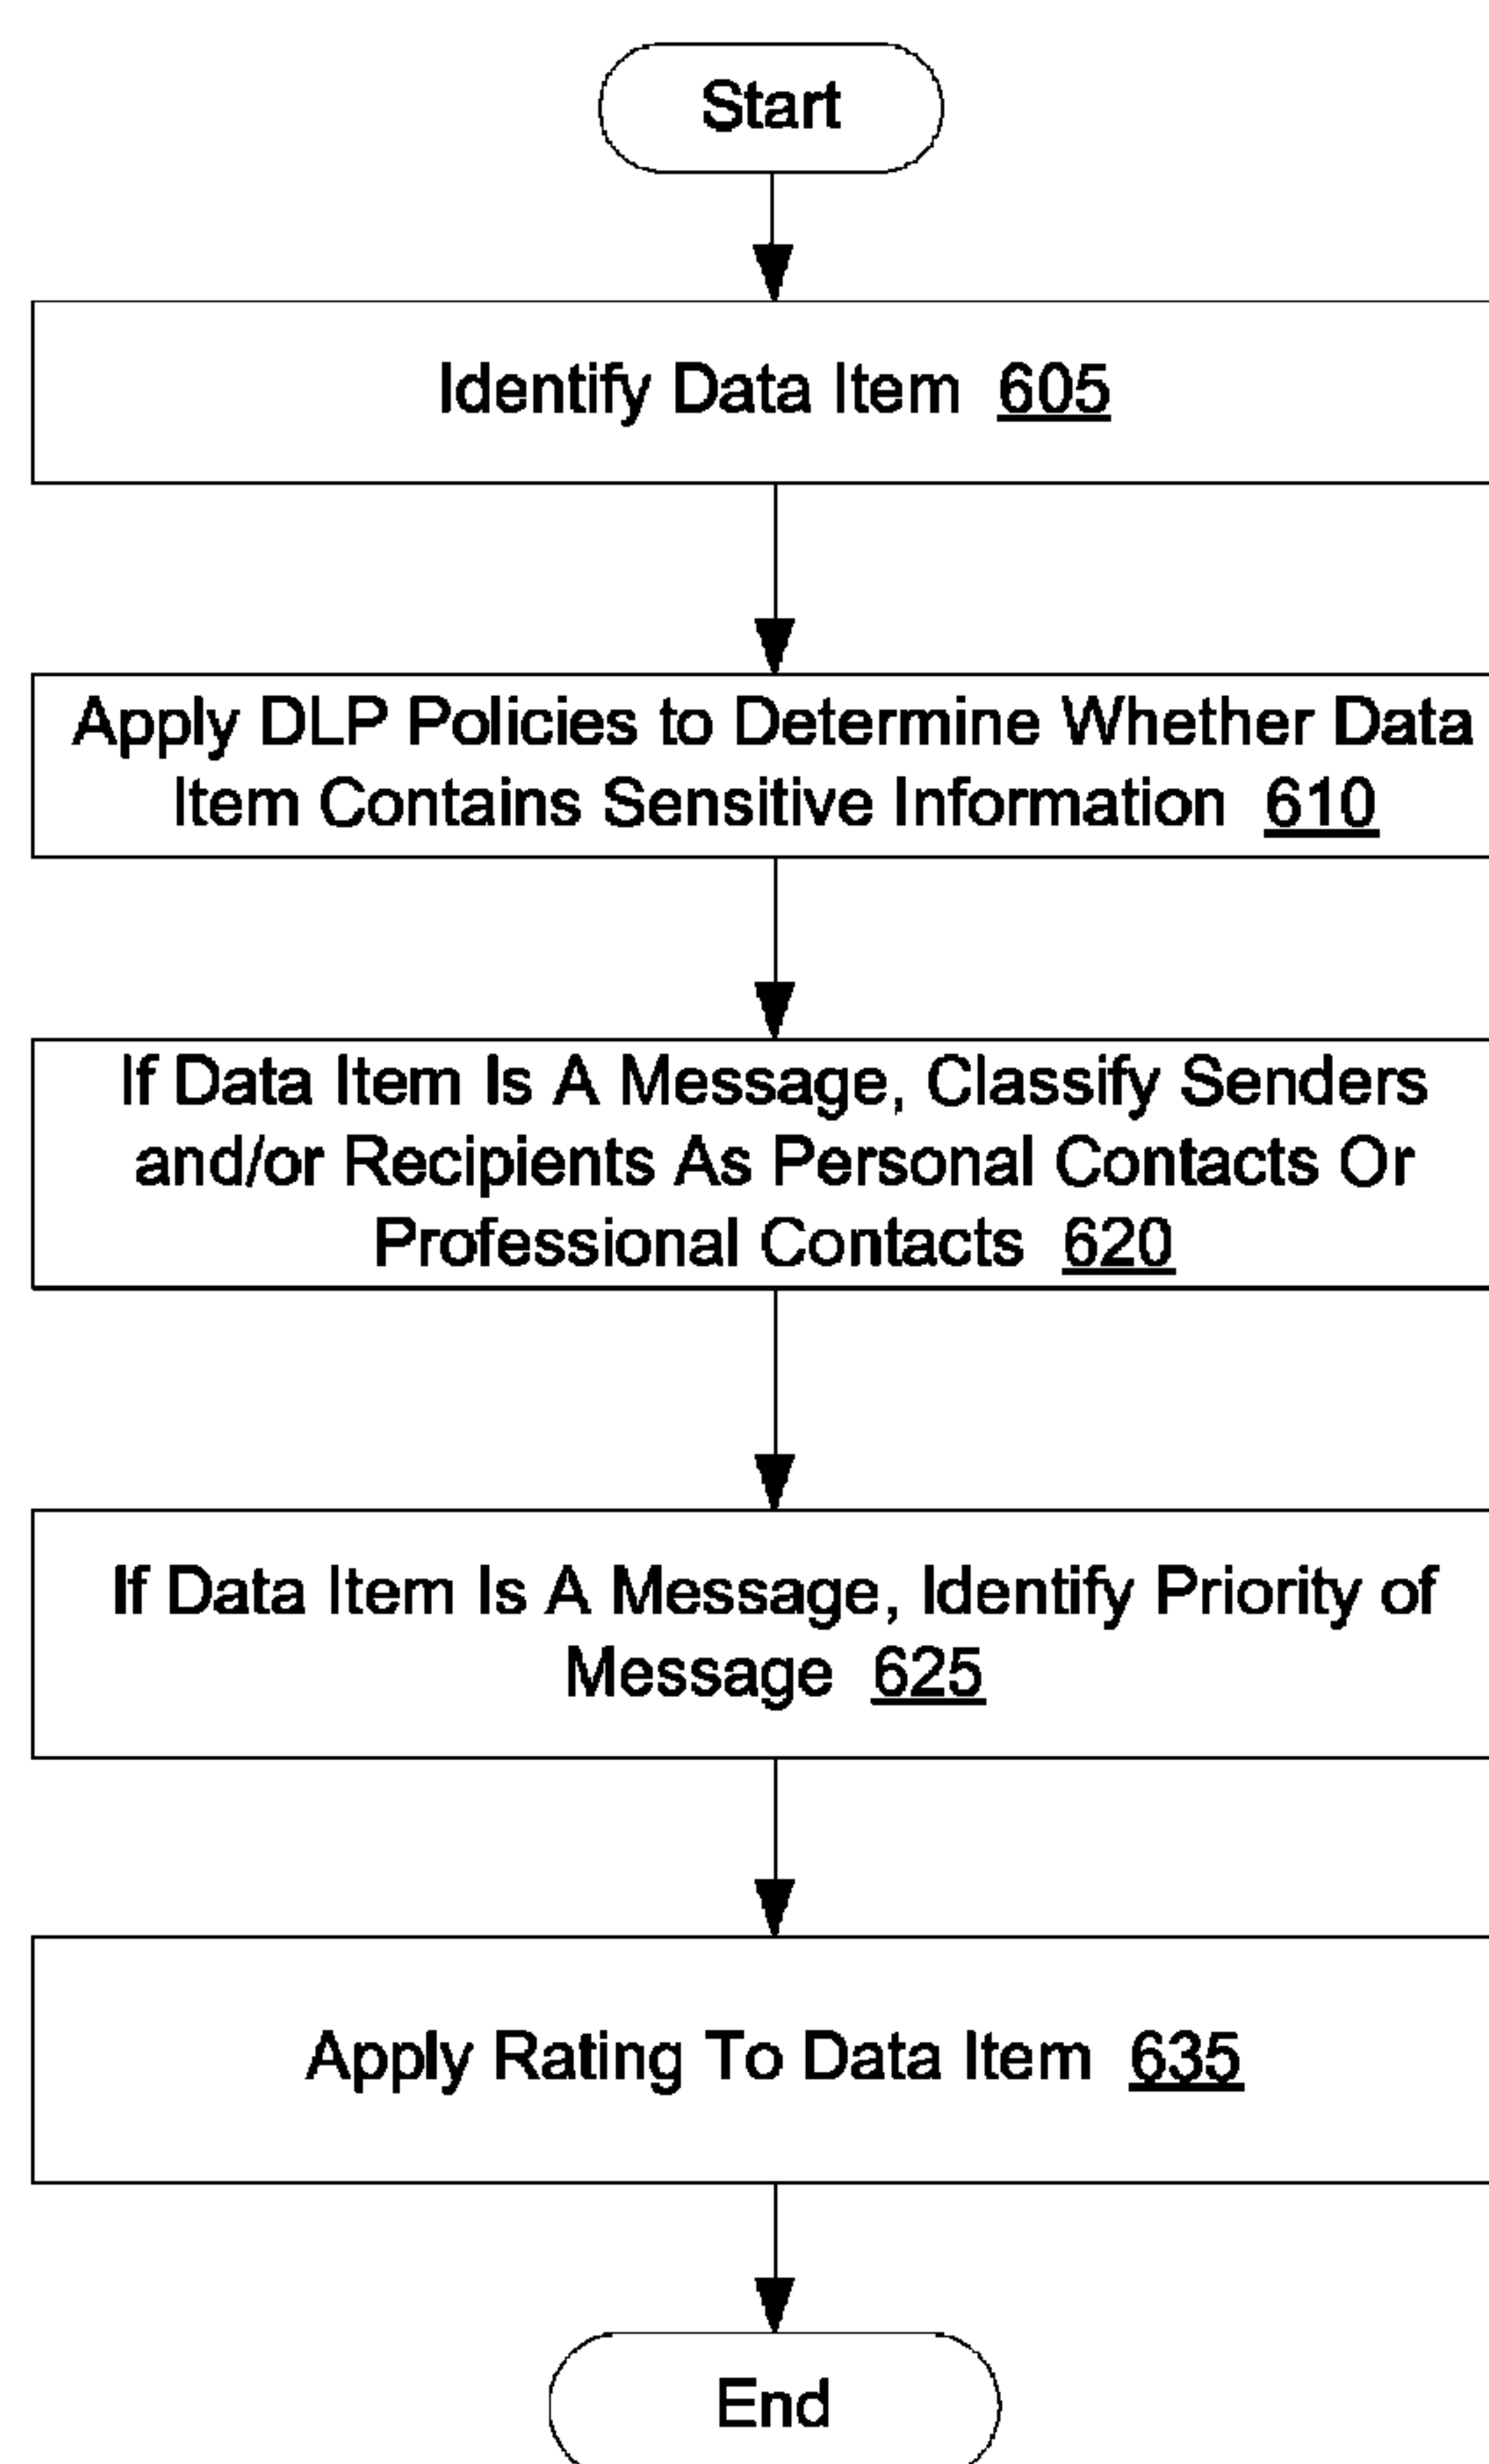 Start
Identify Data Item 605
Apply DLP Policies to Determine Whether Data
Item Contains Sensitive Information 610
If Data Item Is A Message, Classify Senders
and/or Recipients As Personal Contacts Or
Professional Contacts 620
If Data Item Is A Message, Identify Priority of
Message 625
Apply Rating To Data Item 635
End